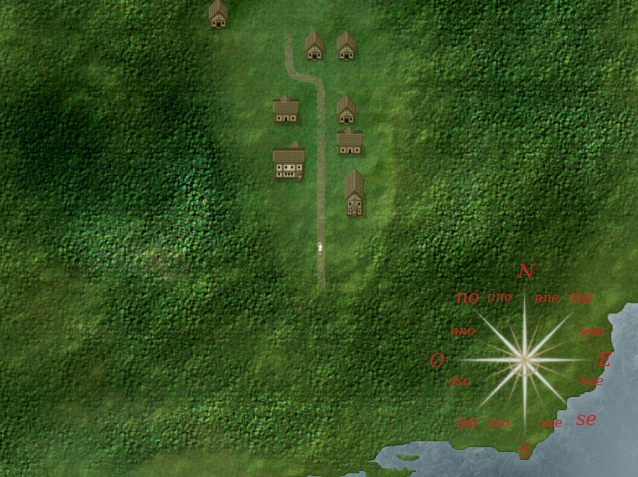 N
no nno nne ne
ono ene
O E
oso ese
so sso sse se
S